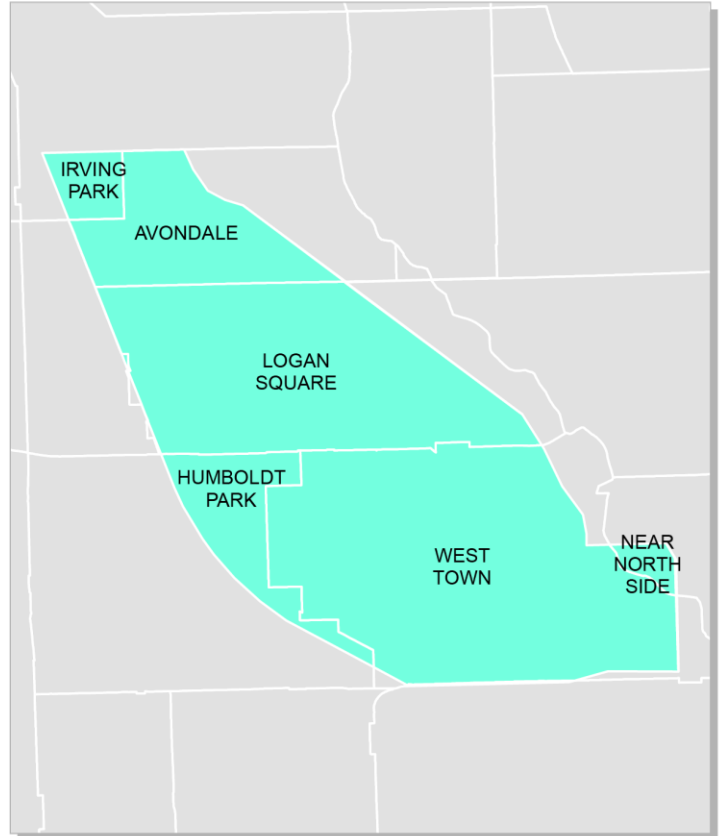 IRVING
PARK
AVONDALE
LOGAN
SQUARE
HUMBOLDT
PARK
WEST
TOWN
NEAR
NORTH
SIDE